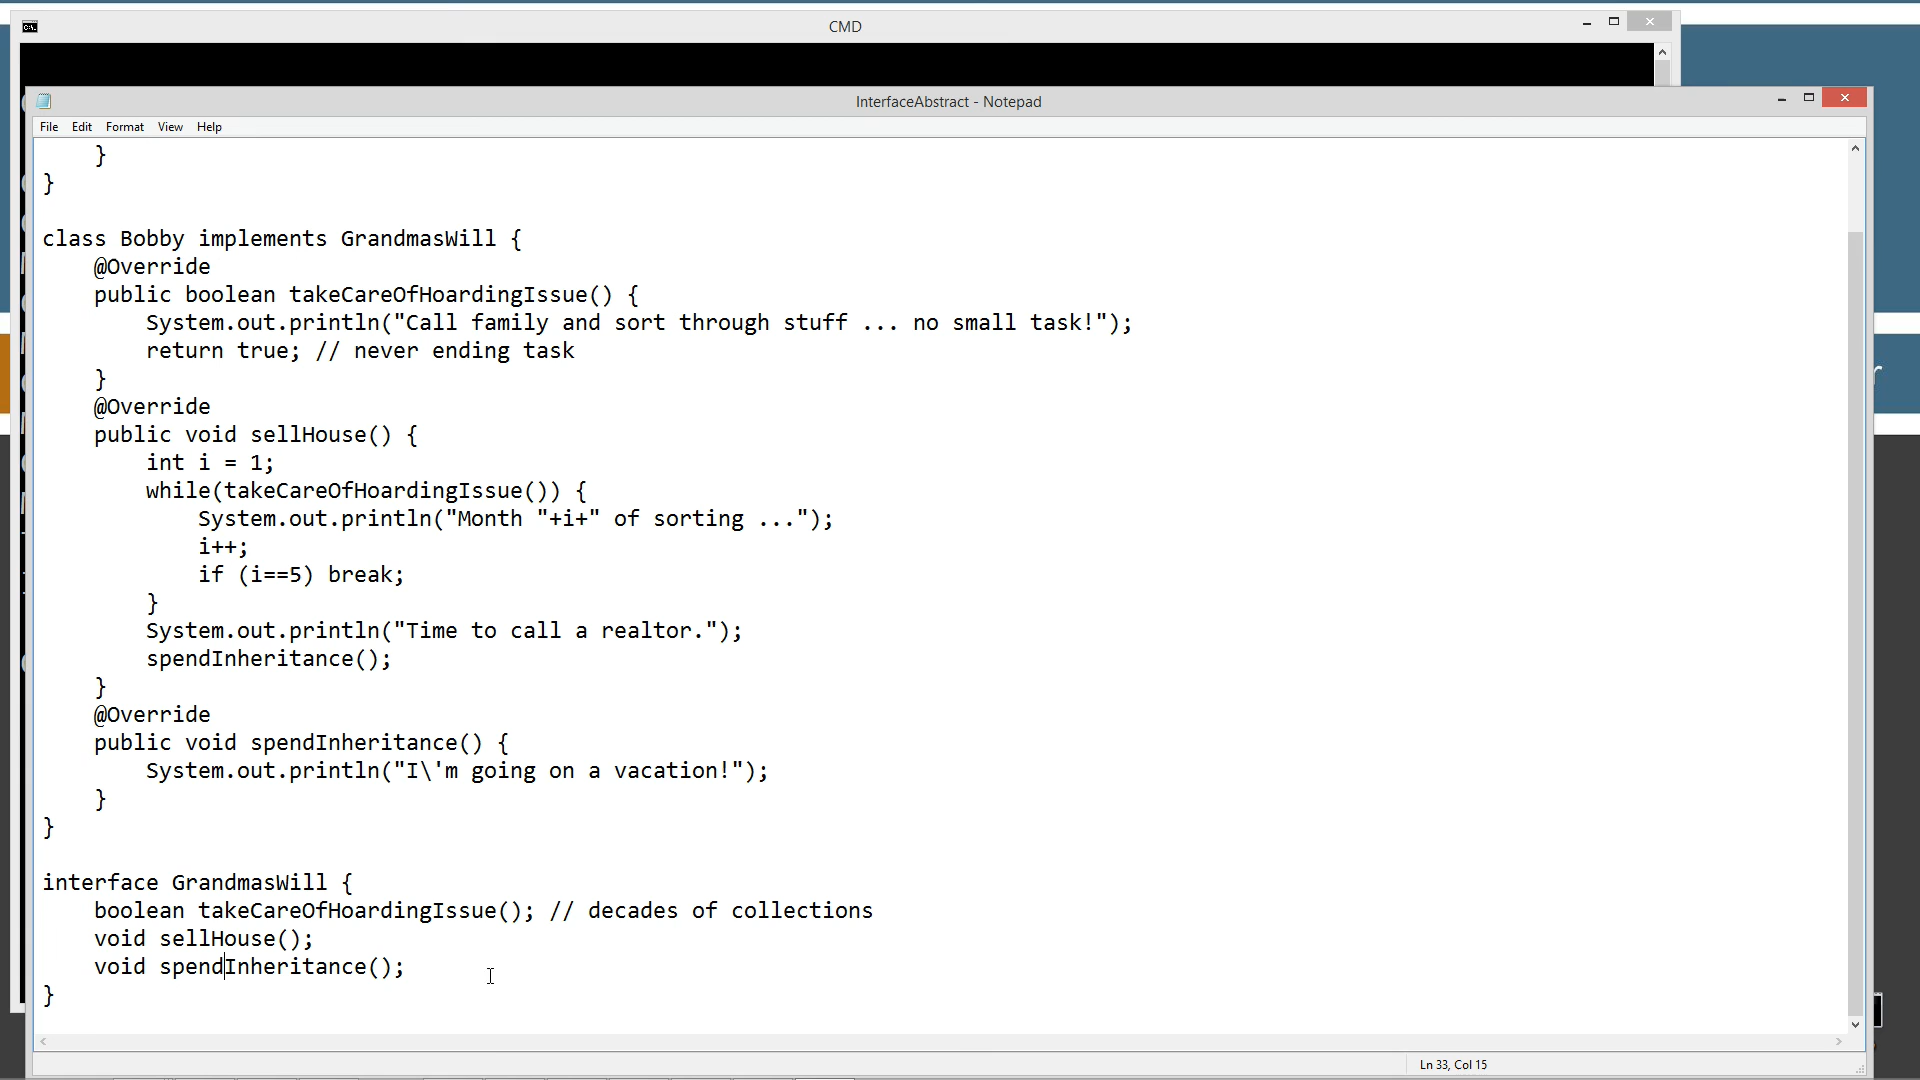 CMD
InterfaceAbstract - Notepad
File Edit Format View Help
    }
}

class Bobby implements GrandmasWill {
    @Override
    public boolean takeCareOfHoardingIssue() {
        System.out.println("Call family and sort through stuff ... no small task!");
        return true; // never ending task
    }
    @Override
    public void sellHouse() {
        int i = 1;
        while(takeCareOfHoardingIssue()) {
            System.out.println("Month "+i+" of sorting ...");
            i++;
            if (i==5) break;
        }
        System.out.println("Time to call a realtor.");
        spendInheritance();
    }
    @Override
    public void spendInheritance() {
        System.out.println("I\'m going on a vacation!");
    }
}

interface GrandmasWill {
    boolean takeCareOfHoardingIssue(); // decades of collections
    void sellHouse();
    void spendInheritance();
}
Ln 33, Col 15